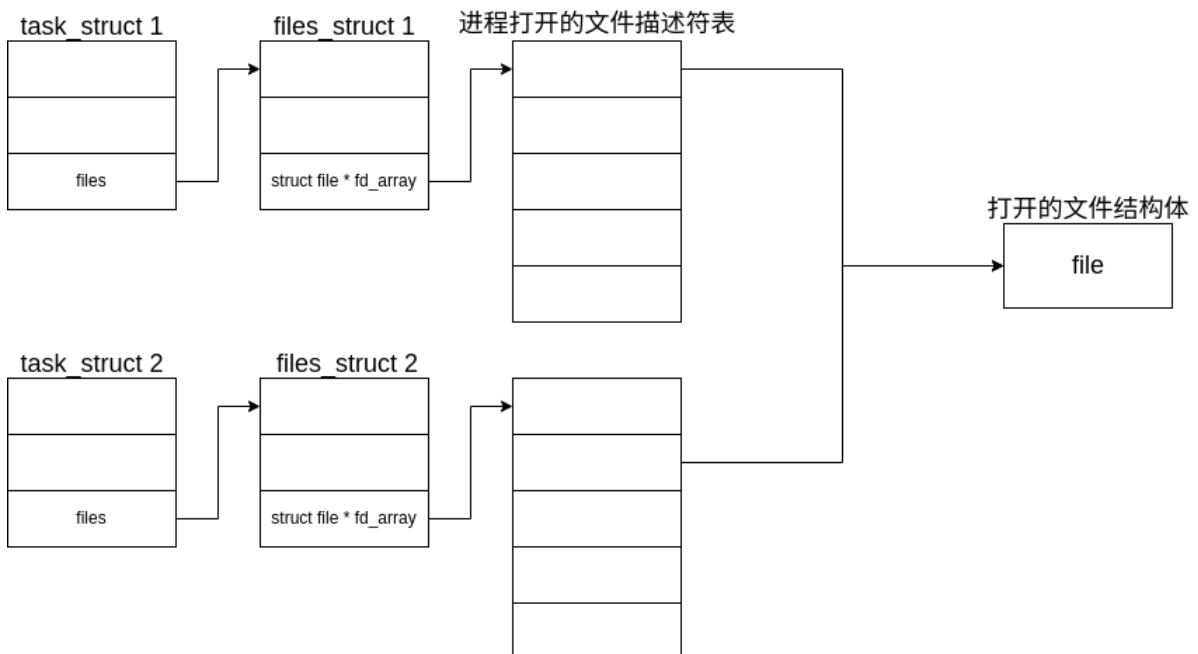 task_struct 1
files_struct 1
进程打开的文件描述符表
files
struct file * fd_array
打开的文件结构体
file
task_struct 2
files_struct 2
files
struct file * fd_array